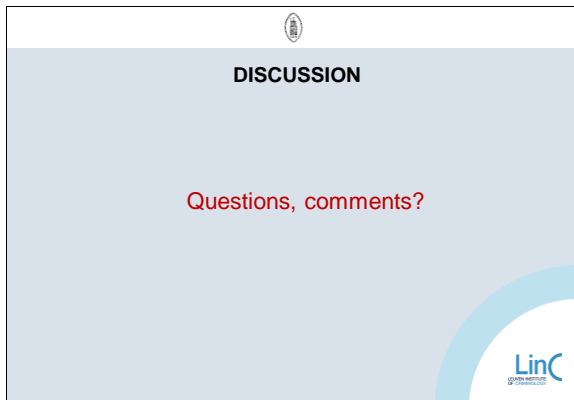 DISCUSSION
Questions, comments?
LinC
LEUVEN INSTITUTE
OF CRIMINOLOGY